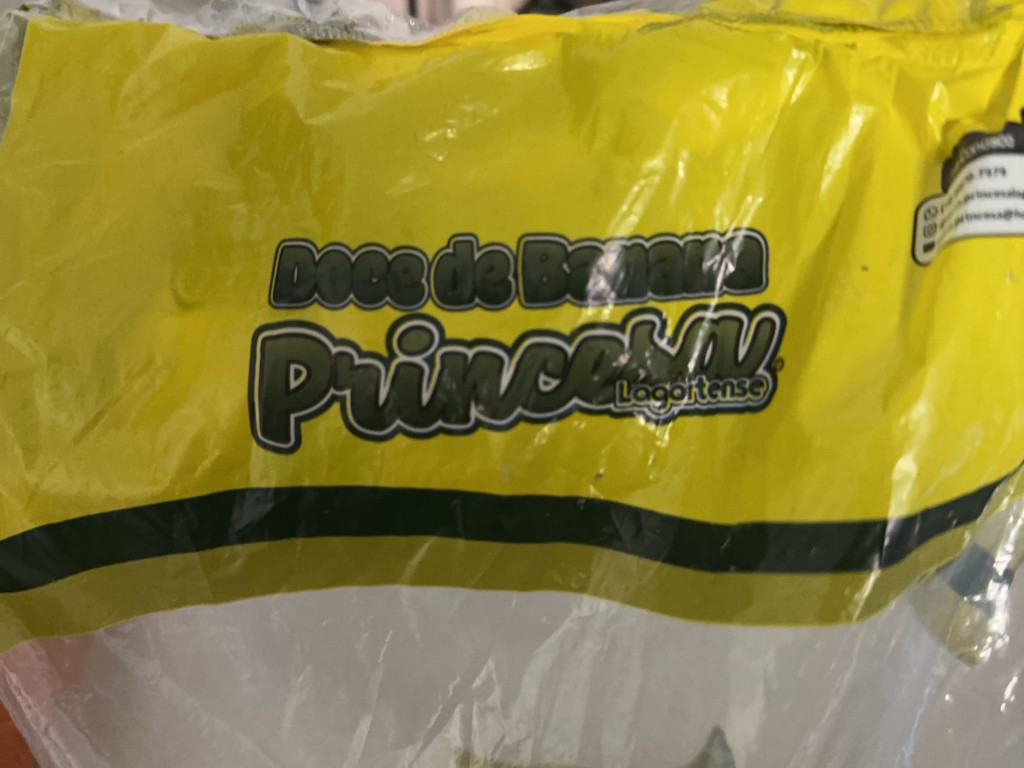 Doce de Banana
Princesa
Lagartense